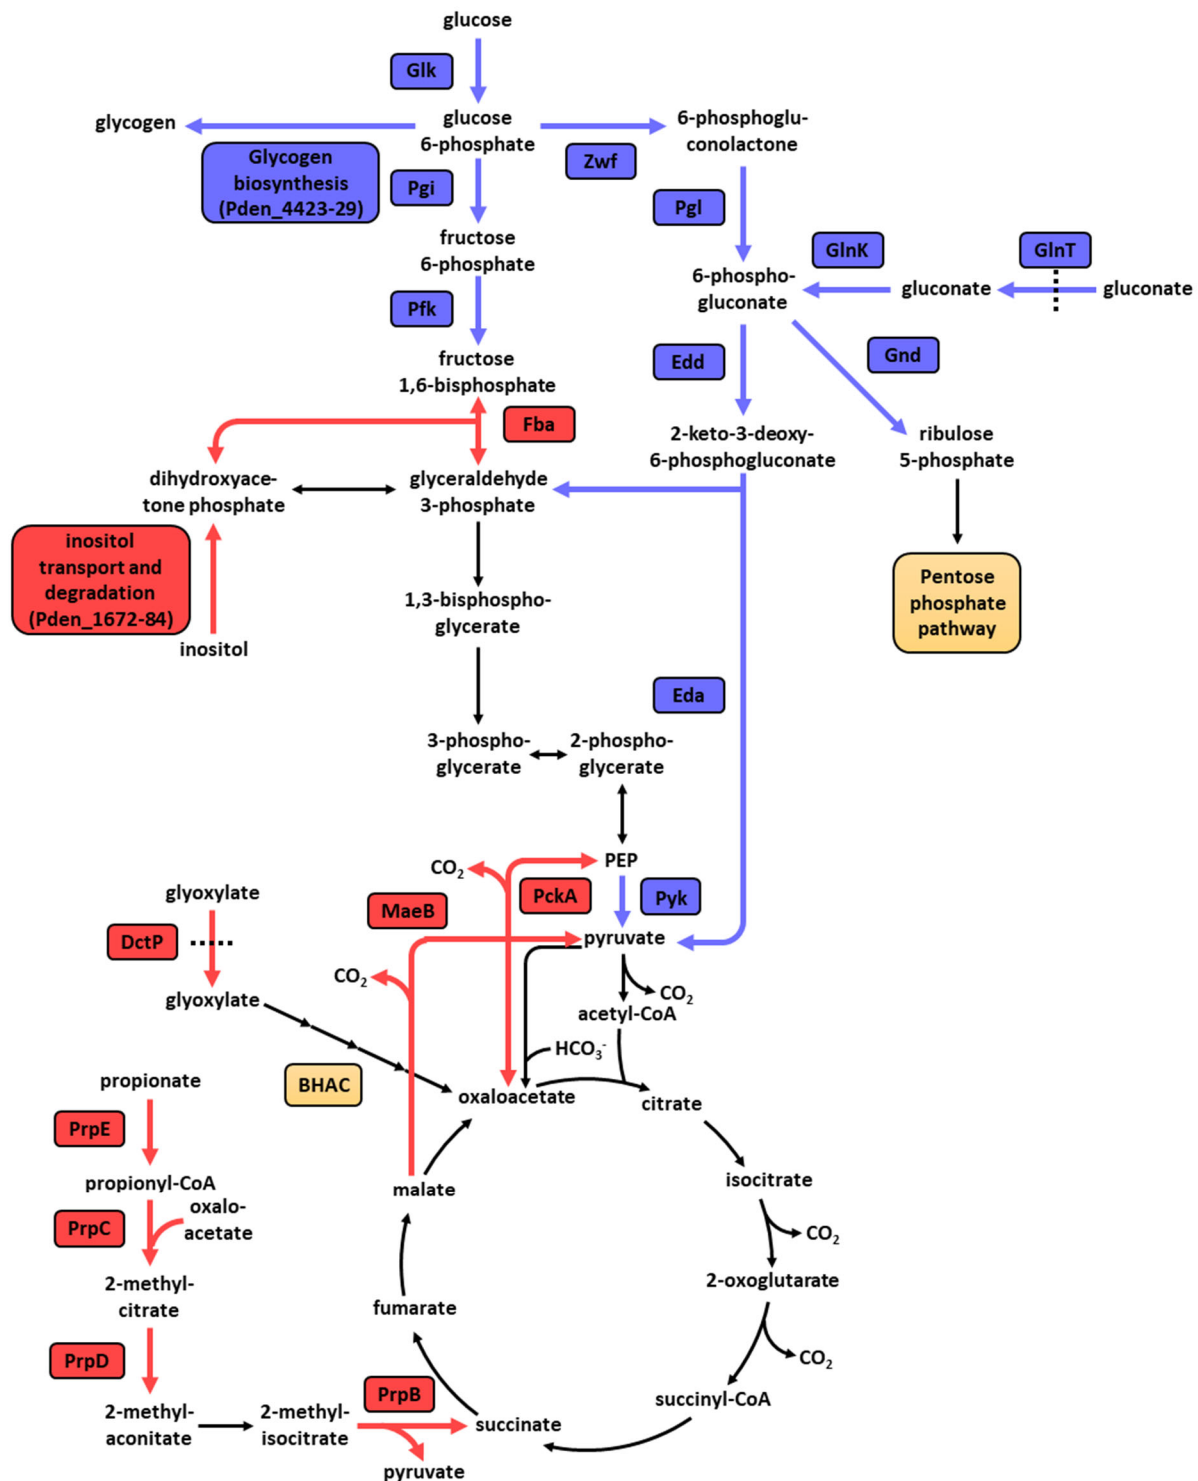 glucose
Glk
glycogen
glucose
6-phosphate
6-phosphoglu-
conolactone
Glycogen
biosynthesis
(Pden_4423-29)
Pgi
Zwf
Pgl
fructose
6-phosphate
GlnK
GlnT
6-phospho-
gluconate
gluconate
gluconate
Pfk
Edd
Gnd
fructose
1,6-bisphosphate
Fba
2-keto-3-deoxy-
6-phosphogluconate
ribulose
5-phosphate
dihydroxyace-
tone phosphate
glyceraldehyde
3-phosphate
inositol
transport and
degradation
(Pden_1672-84)
inositol
Pentose
phosphate
pathway
1,3-bisphospho-
glycerate
Eda
3-phospho-
glycerate
2-phospho-
glycerate
CO2
PEP
glyoxylate
MaeB
PckA
Pyk
DctP
pyruvate
CO2
glyoxylate
CO2
acetyl-CoA
HCO3-
propionate
BHAC
oxaloacetate
citrate
PrpE
propionyl-CoA
malate
isocitrate
oxalo-
acetate
PrpC
CO2
2-methyl-
citrate
2-oxoglutarate
fumarate
PrpD
CO2
PrpB
succinyl-CoA
2-methyl-
aconitate
2-methyl-
isocitrate
succinate
pyruvate